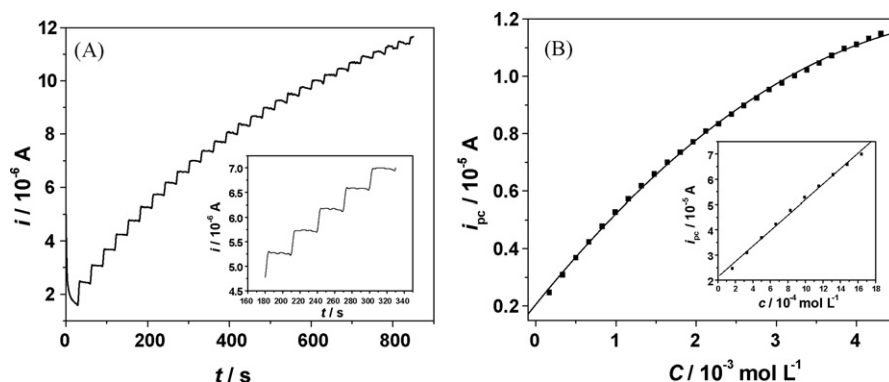 (A)
12
10
8
6
4
2
i / 10⁻⁶ A
0 200 400 600 800
t / s
7.0
6.5
6.0
5.5
5.0
4.5
i / 10⁻⁶ A
160 180 200 220 240 260 280 300 320 340
t / s
(B)
1.2
1.0
0.8
0.6
0.4
0.2
i pc / 10⁻⁵ A
0 1 2 3 4
C / 10⁻³ mol L⁻¹
7
6
5
4
3
2
i pc / 10⁻⁵ A
0 2 4 6 8 10 12 14 16 18
c / 10⁻⁴ mol L⁻¹